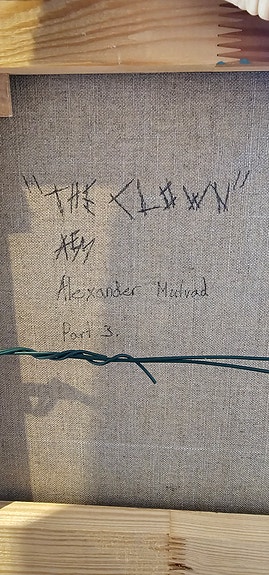 "THE CLOWN"
Alexander Mulvad
Part 3.